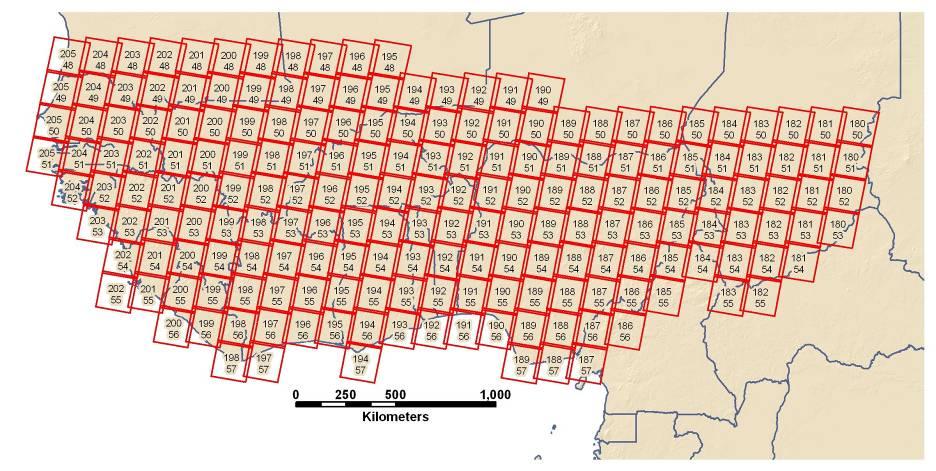 205 204 203 202 201 200 199 198 197 196 195
48 48 48 48 48 48 48 48 48 48 48
205 204 203 202 201 200 199 198 197 196 195 194 193 192 191 190
49 49 49 49 49 49 49 49 49 49 49 49 49 49 49 49
205 204 203 202 201 200 199 198 197 196 195 194 193 192 191 190 189 188 187 186 185 184 183 182 181 180
50 50 50 50 50 50 50 50 50 50 50 50 50 50 50 50 50 50 50 50 50 50 50 50 50 50
205 204 203 202 201 200 199 198 197 196 195 194 193 192 191 190 189 188 187 186 185 184 183 182 181 180
51 51 51 51 51 51 51 51 51 51 51 51 51 51 51 51 51 51 51 51 51 51 51 51 51 51
204 203 202 201 200 199 198 197 196 195 194 193 192 191 190 189 188 187 186 185 184 183 182 181 180
52 52 52 52 52 52 52 52 52 52 52 52 52 52 52 52 52 52 52 52 52 52 52 52 52
203 202 201 200 199 198 197 196 195 194 193 192 191 190 189 188 187 186 185 184 183 182 181 180
53 53 53 53 53 53 53 53 53 53 53 53 53 53 53 53 53 53 53 53 53 53 53 53
202 201 200 199 198 197 196 195 194 193 192 191 190 189 188 187 186 185 184 183 182 181
54 54 54 54 54 54 54 54 54 54 54 54 54 54 54 54 54 54 54 54 54 54
202 201 200 199 198 197 196 195 194 193 192 191 190 189 188 187 186 185 183 182
55 55 55 55 55 55 55 55 55 55 55 55 55 55 55 55 55 55 55 55
200 199 198 197 196 195 194 193 192 191 190 189 188 187 186
56 56 56 56 56 56 56 56 56 56 56 56 56 56 56
198 197 194 189 188 187
57 57 57 57 57 57
0 250 500 1,000
Kilometers